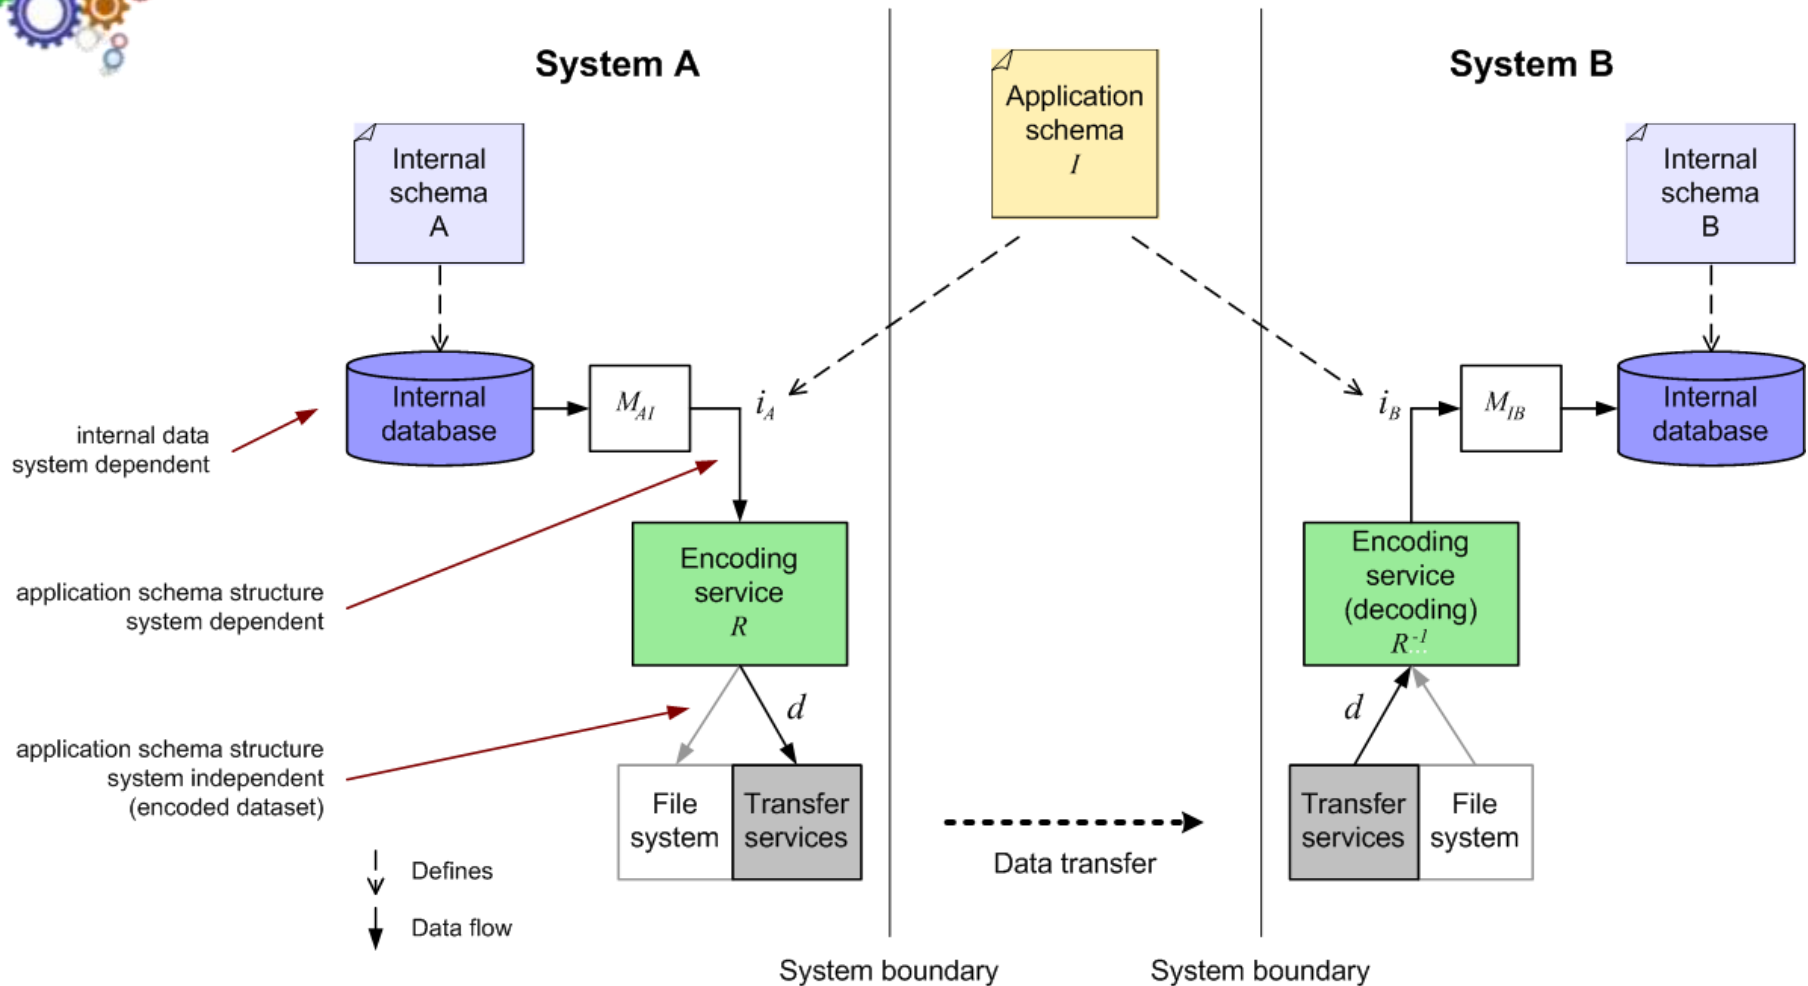 System A
System B
Application
schema
I
Internal
schema
A
Internal
schema
B
Internal
database
M_AI
i_A
i_B
M_IB
Internal
database
internal data
system dependent
application schema structure
system dependent
Encoding
service
R
Encoding
service
(decoding)
R^-1...
application schema structure
system independent
(encoded dataset)
d
d
File
system
Transfer
services
Transfer
services
File
system
Data transfer
Defines
Data flow
System boundary
System boundary